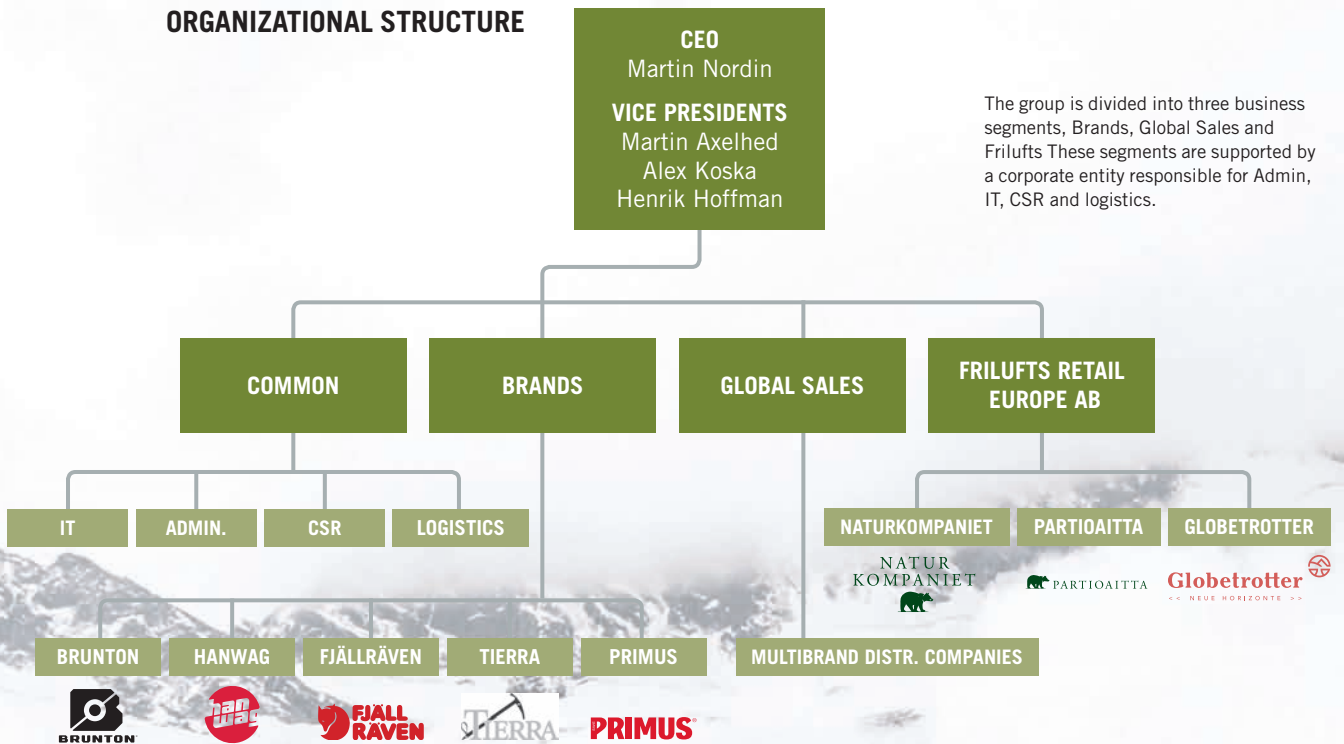 ORGANIZATIONAL STRUCTURE
CEO
Martin Nordin
VICE PRESIDENTS
Martin Axelhed
Alex Koska
Henrik Hoffman
The group is divided into three business
segments, Brands, Global Sales and
Frilufts These segments are supported by
a corporate entity responsible for Admin,
IT, CSR and logistics.
COMMON
BRANDS
GLOBAL SALES
FRILUFTS RETAIL
EUROPE AB
IT
ADMIN.
CSR
LOGISTICS
NATURKOMPANIET
PARTIOAITTA
GLOBETROTTER
NATUR
KOMPANIET
PARTIOAITTA
Globetrotter
<< NEUE HORIZONTE >>
BRUNTON
HANWAG
FJÄLLRÄVEN
TIERRA
PRIMUS
MULTIBRAND DISTR. COMPANIES
BRUNTON
han
wag
FJÄLL
RÄVEN
TIERRA
PRIMUS®